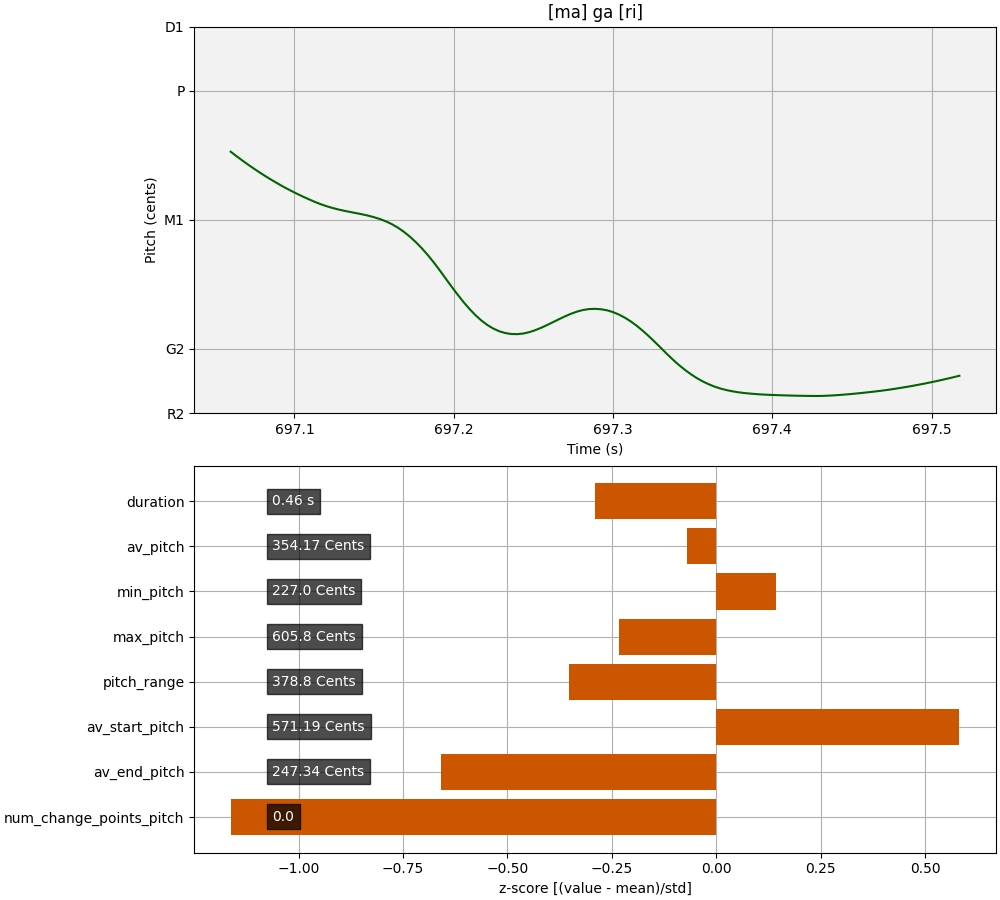 [ma] ga [ri]
D1
P
M1
G2
R2
Pitch (cents)
697.1 697.2 697.3 697.4 697.5
Time (s)
duration 0.46 s
av_pitch 354.17 Cents
min_pitch 227.0 Cents
max_pitch 605.8 Cents
pitch_range 378.8 Cents
av_start_pitch 571.19 Cents
av_end_pitch 247.34 Cents
num_change_points_pitch 0.0
−1.00 −0.75 −0.50 −0.25 0.00 0.25 0.50
z-score [(value - mean)/std]